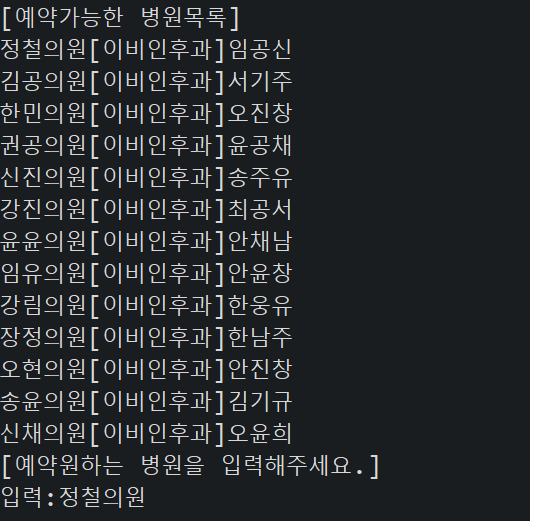 [예약가능한 병원목록]
정철의원[이비인후과]임공신
김공의원[이비인후과]서기주
한민의원[이비인후과]오진창
권공의원[이비인후과]윤공채
신진의원[이비인후과]송주유
강진의원[이비인후과]최공서
윤윤의원[이비인후과]안채남
임유의원[이비인후과]안윤창
강림의원[이비인후과]한웅유
장정의원[이비인후과]한남주
오현의원[이비인후과]안진창
송윤의원[이비인후과]김기규
신채의원[이비인후과]오윤희
[예약원하는 병원을 입력해주세요.]
입력:정철의원